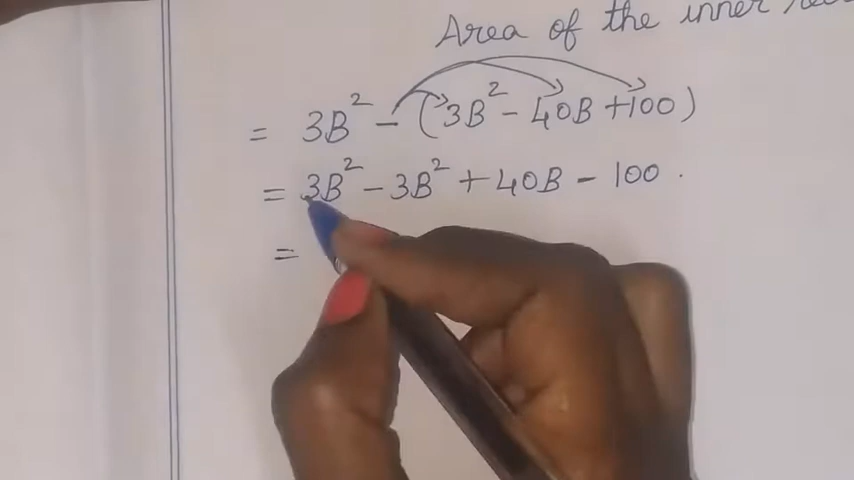 Area of the inner
= 3B² - (3B² - 40B + 100)
= 3B² - 3B² + 40B - 100.
=